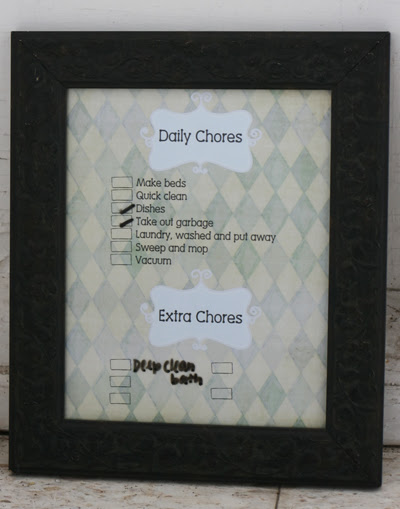 Daily Chores
Make beds
Quick clean
Dishes
Take out garbage
Laundry, washed and put away
Sweep and mop
Vacuum
Extra Chores
Deep clean
bath